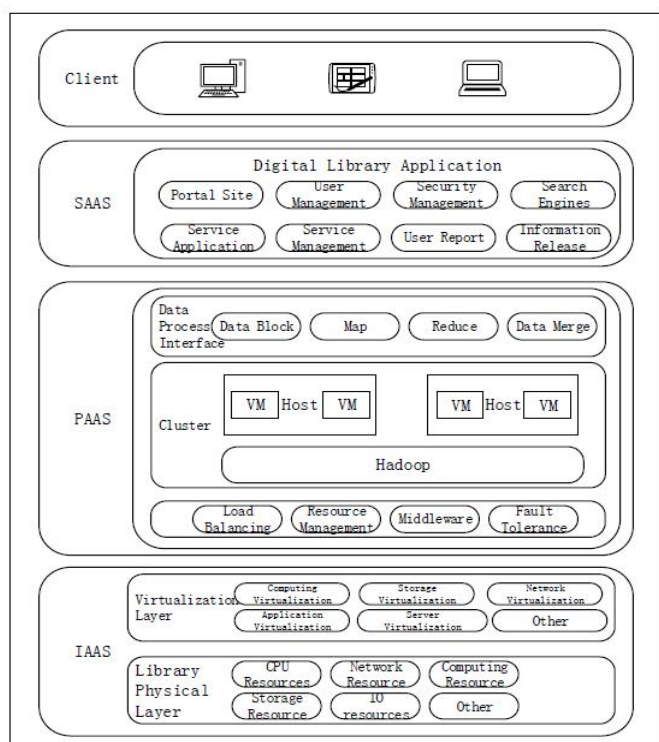 Client
SAAS
Digital Library Application
Portal Site
User
Management
Security
Management
Search
Engines
Service
Application
Service
Management
User Report
Information
Release
PAAS
Data
Process
Interface
Data Block
Map
Reduce
Data Merge
Cluster
VM
Host
VM
VM
Host
VM
Hadoop
Load
Balancing
Resource
Management
Middleware
Fault
Tolerance
IAAS
Virtualization
Layer
Computing
Virtualization
Storage
Virtualization
Network
Virtualization
Application
Virtualization
Server
Virtualization
Other
Library
Physical
Layer
CPU
Resources
Network
Resource
Computing
Resource
Storage
Resource
IO
resources
Other